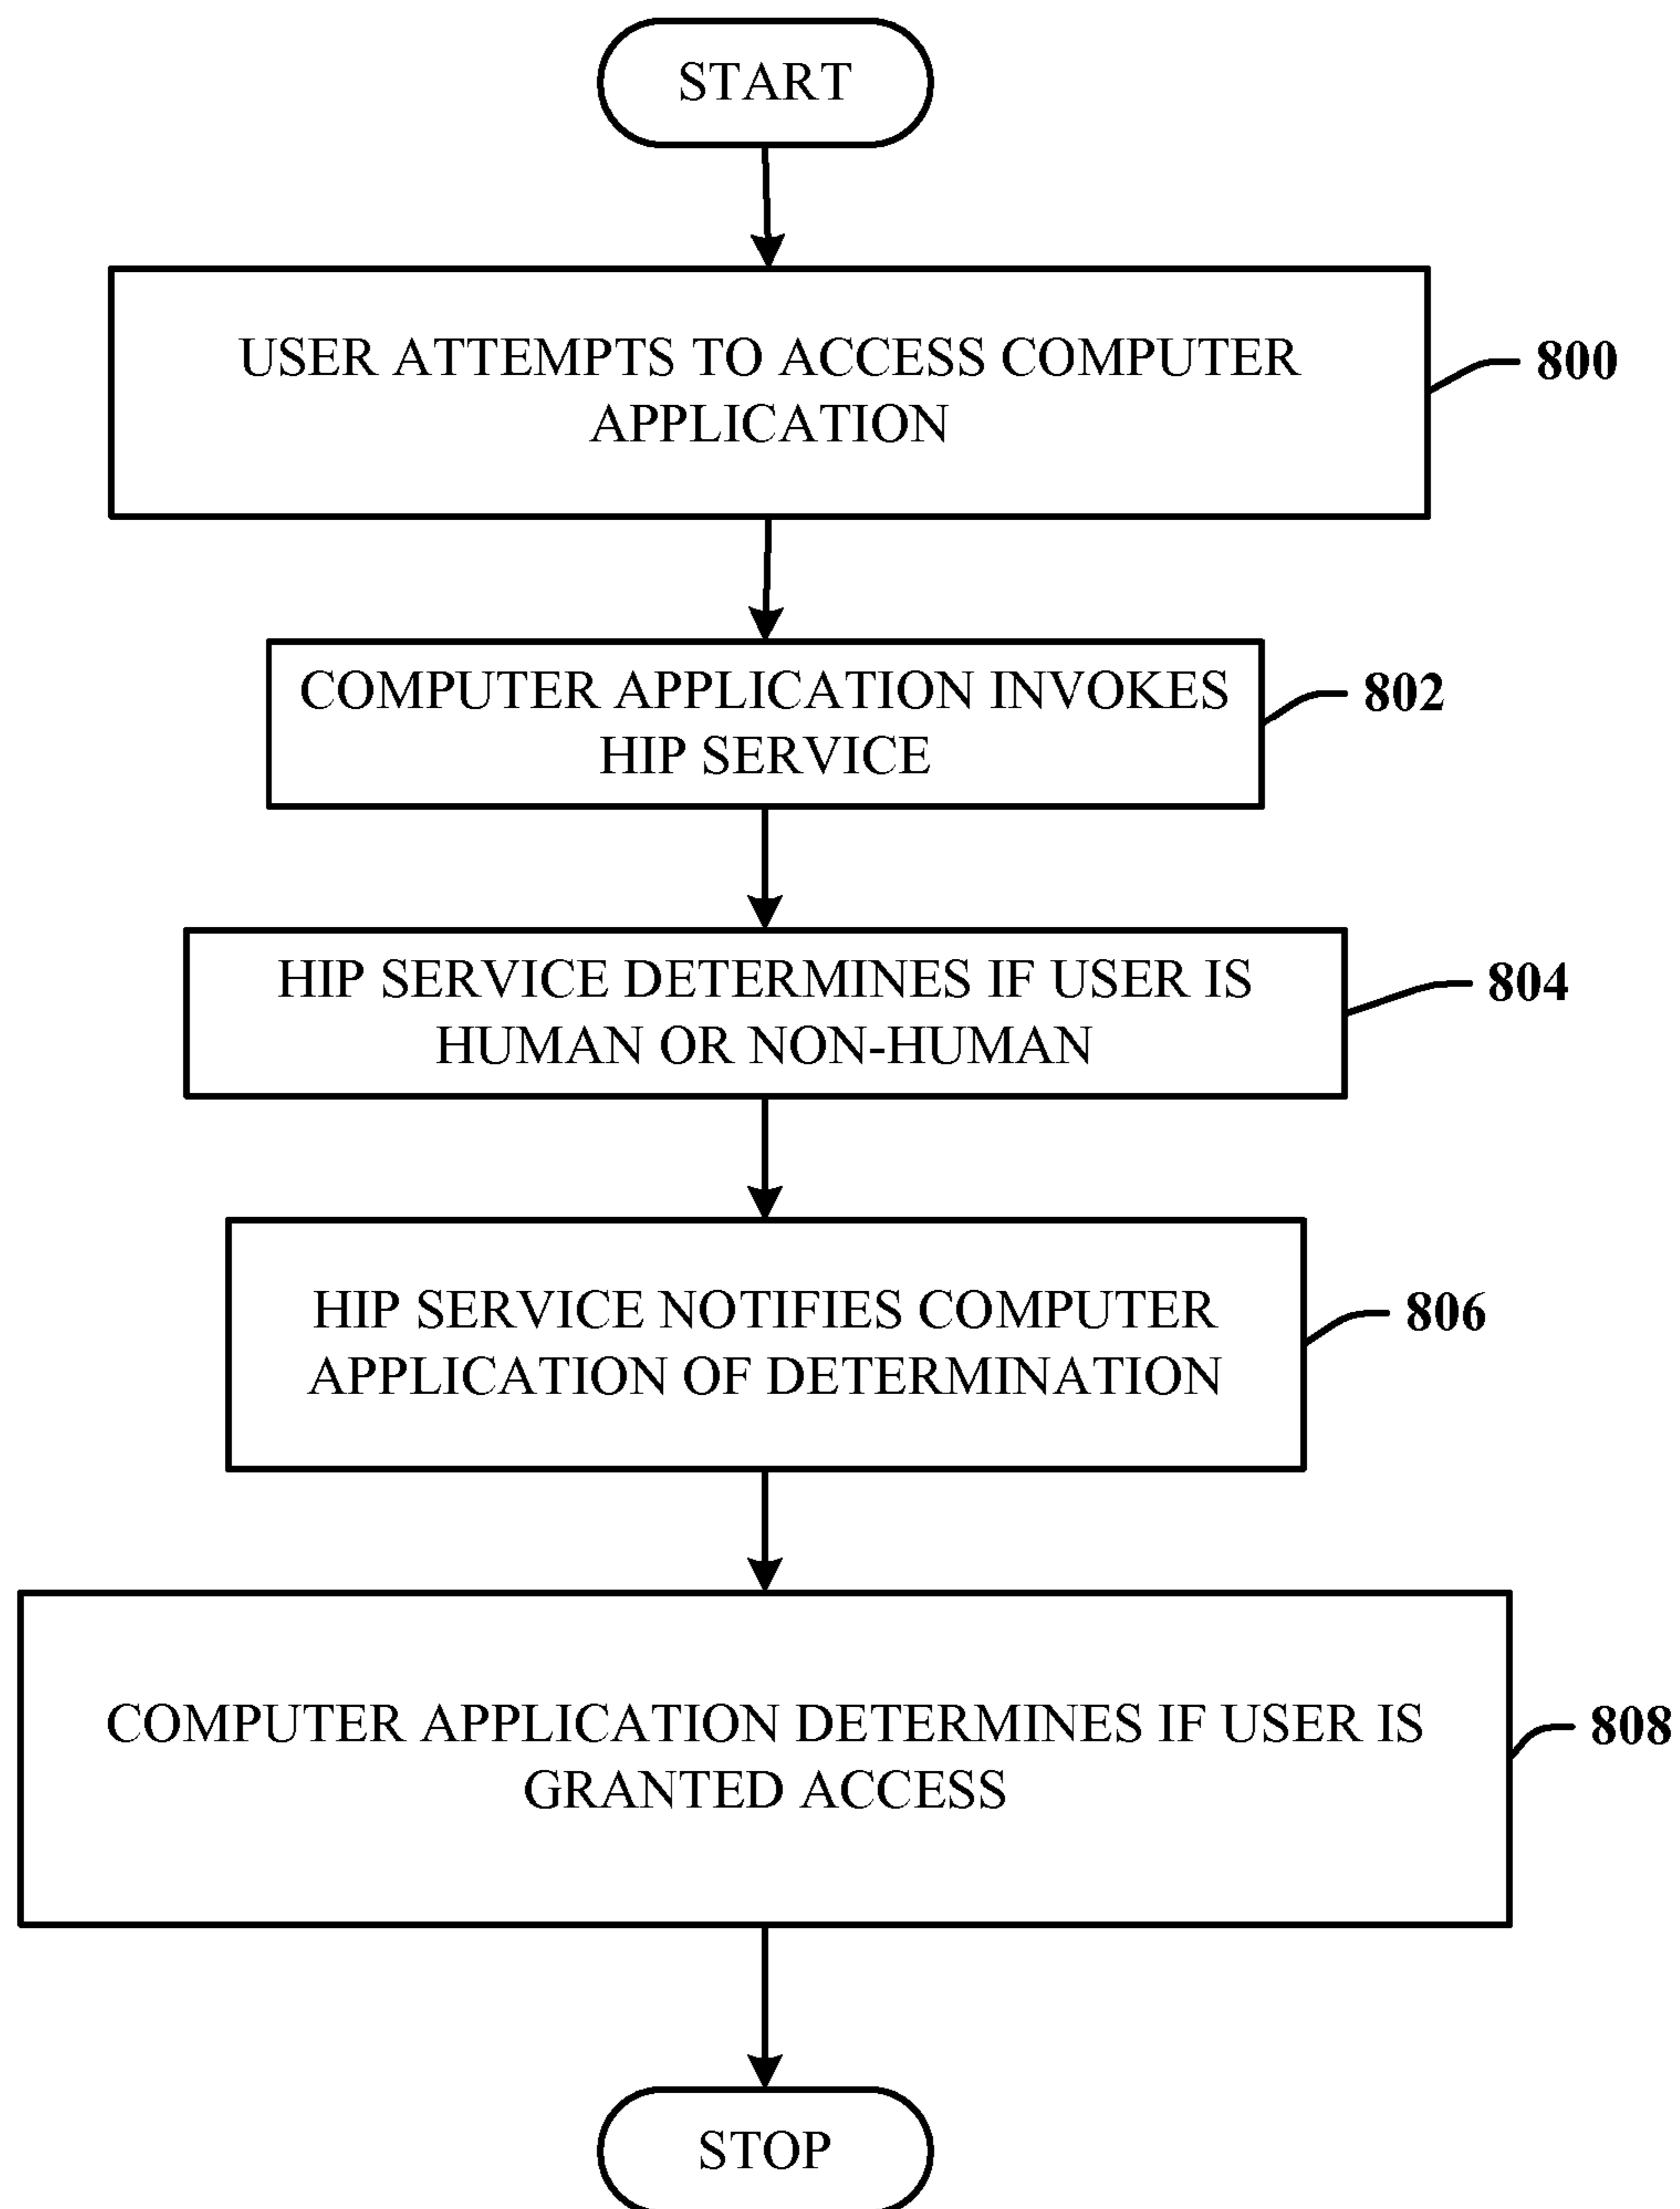 START
USER ATTEMPTS TO ACCESS COMPUTER
APPLICATION
800
COMPUTER APPLICATION INVOKES
HIP SERVICE
802
HIP SERVICE DETERMINES IF USER IS
HUMAN OR NON-HUMAN
804
HIP SERVICE NOTIFIES COMPUTER
APPLICATION OF DETERMINATION
806
COMPUTER APPLICATION DETERMINES IF USER IS
GRANTED ACCESS
808
STOP